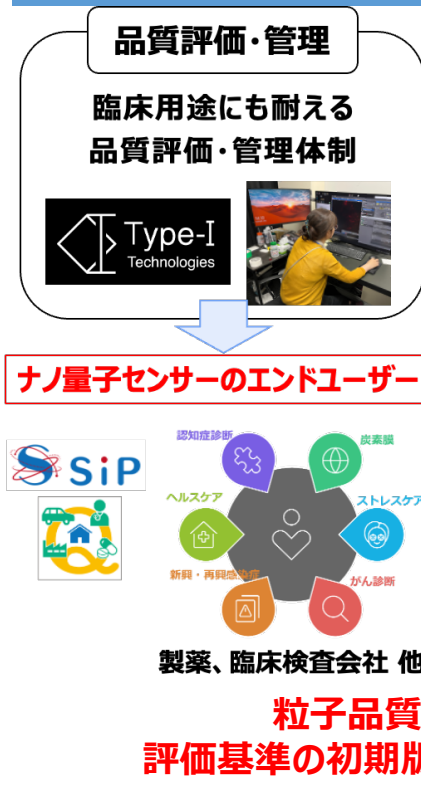 品質評価・管理
臨床用途にも耐える
品質評価・管理体制
Type-I
Technologies
ナノ量子センサーのエンドユーザー
SiP
認知症診断
炭素膜
ヘルスケア
ストレスケア
新興・再興感染症
がん診断
製薬、臨床検査会社 他
粒子品質
評価基準の初期版